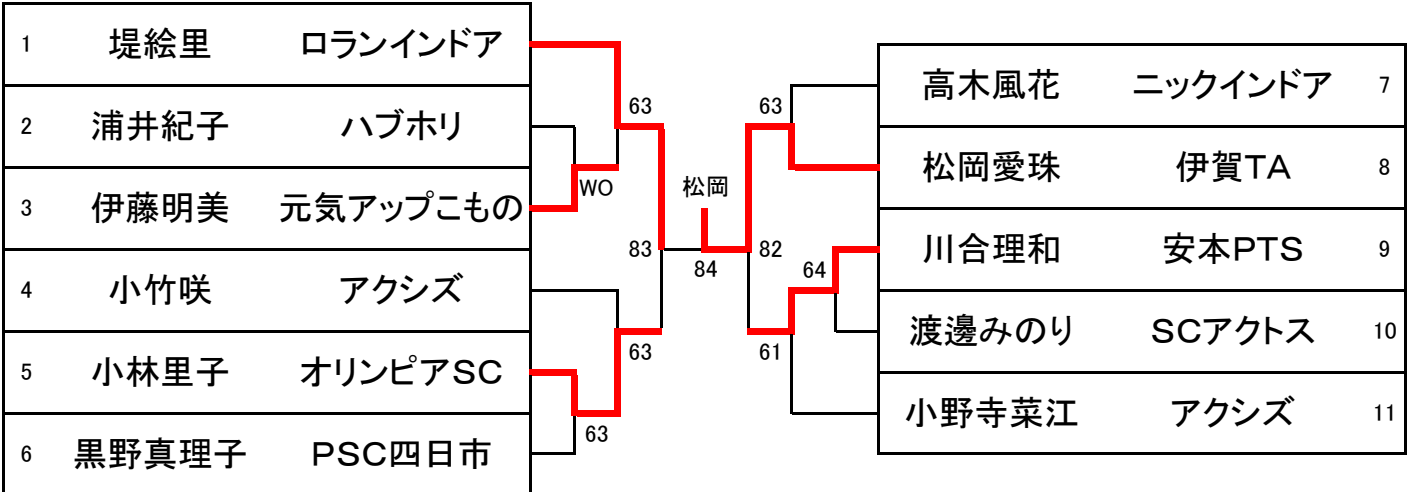 1 堤絵里 ロランインドア
2 浦井紀子 ハブホリ
3 伊藤明美 元気アップこもの
4 小竹咲 アクシズ
5 小林里子 オリンピアSC
6 黒野真理子 PSC四日市
63
WO
83
63
63
松岡
84
63
82
64
61
高木風花 ニックインドア 7
松岡愛珠 伊賀TA 8
川合理和 安本PTS 9
渡邊みのり SCアクトス 10
小野寺菜江 アクシズ 11